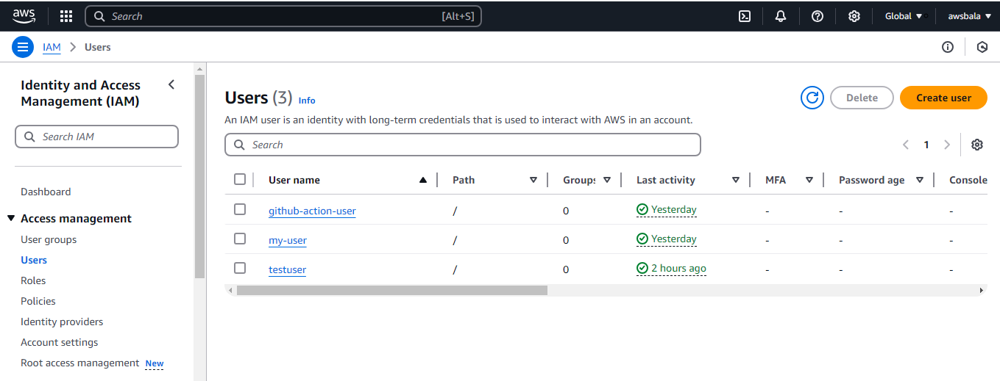 aws Search [Alt+S] Global awsbala
IAM > Users
Identity and Access
Management (IAM)
Search IAM
Dashboard
Access management
User groups
Users
Roles
Policies
Identity providers
Account settings
Root access management New
Users (3) Info
Delete
Create user
An IAM user is an identity with long-term credentials that is used to interact with AWS in an account.
Search
1
User name Path Groups Last activity MFA Password age Console
github-action-user / 0 Yesterday - - -
my-user / 0 Yesterday - - -
testuser / 0 2 hours ago - - -